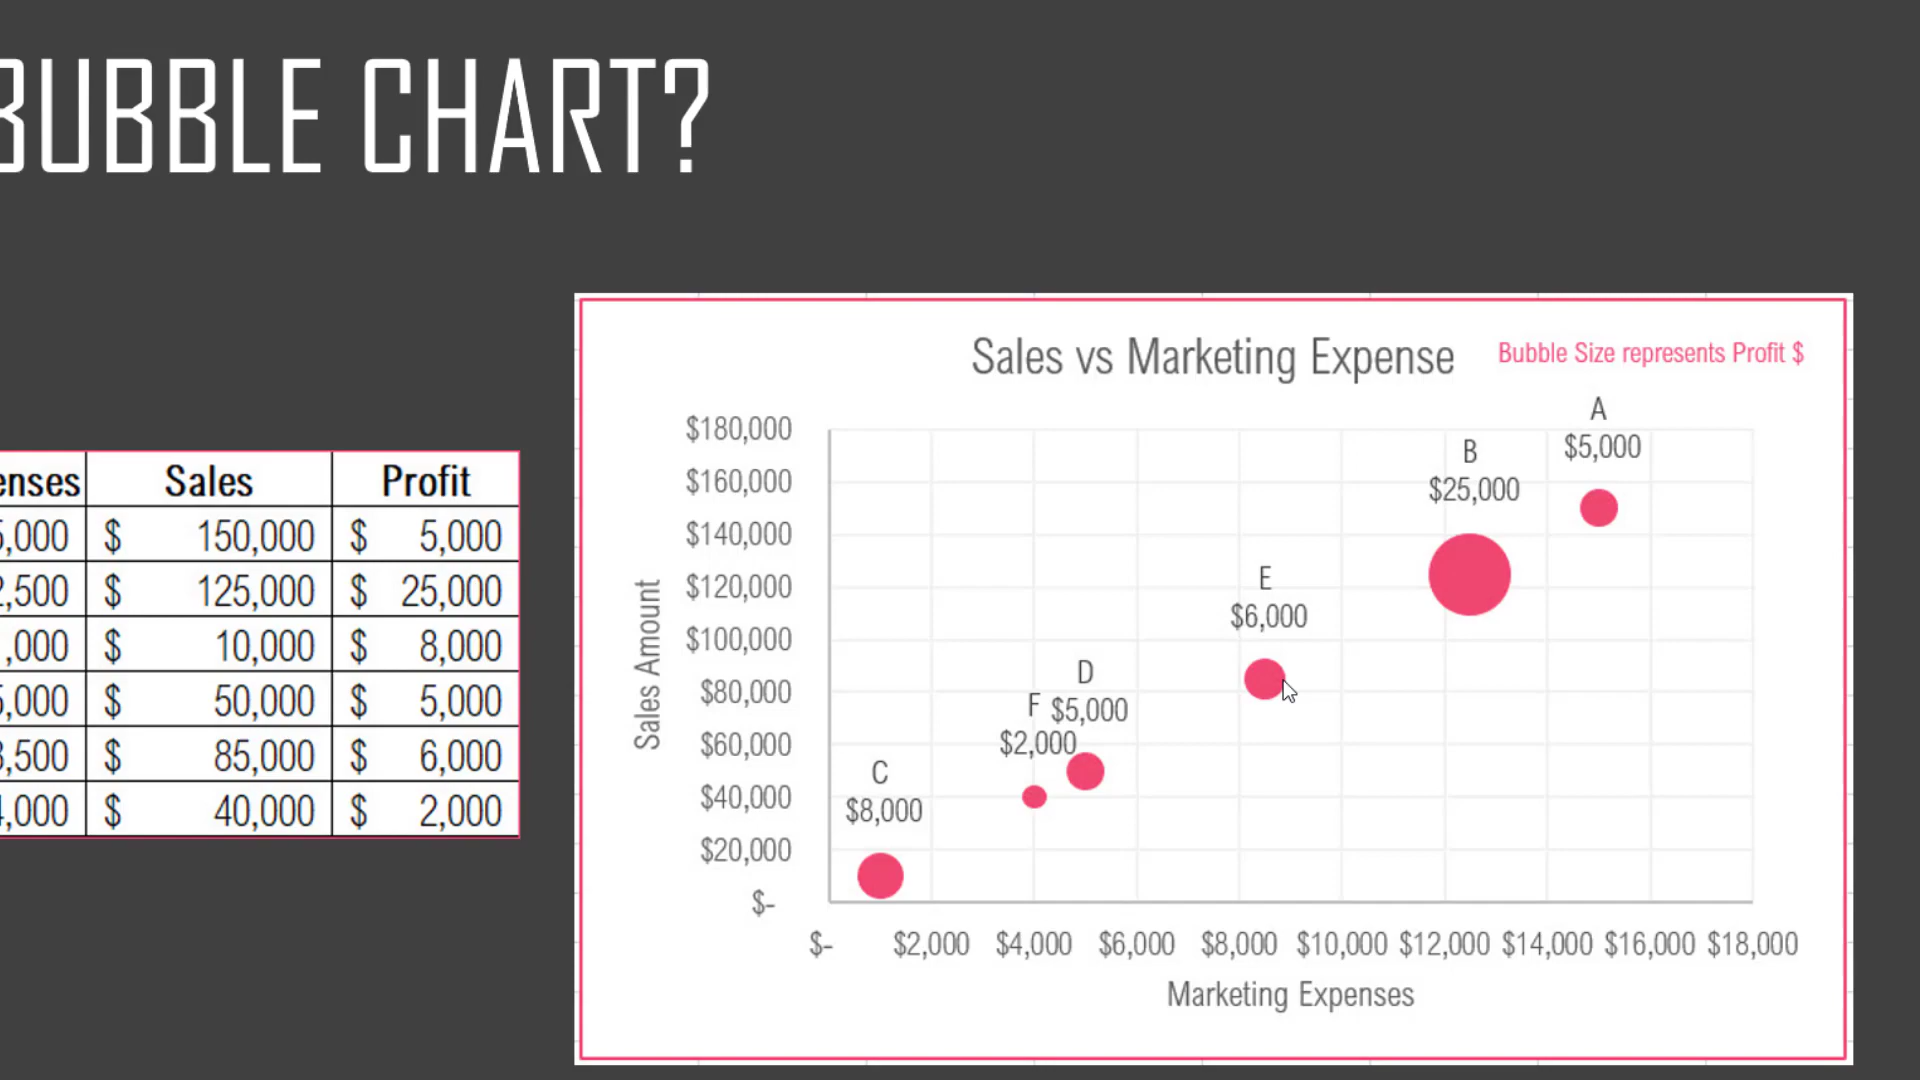 BUBBLE CHART?
enses Sales Profit
,000 $ 150,000 $ 5,000
2,500 $ 125,000 $ 25,000
,000 $ 10,000 $ 8,000
,000 $ 50,000 $ 5,000
,500 $ 85,000 $ 6,000
,000 $ 40,000 $ 2,000
Sales vs Marketing Expense
Bubble Size represents Profit $
Sales Amount
$180,000
$160,000
$140,000
$120,000
$100,000
$80,000
$60,000
$40,000
$20,000
$-
A
$5,000
B
$25,000
E
$6,000
D
$5,000
F
$2,000
C
$8,000
$- $2,000 $4,000 $6,000 $8,000 $10,000 $12,000 $14,000 $16,000 $18,000
Marketing Expenses